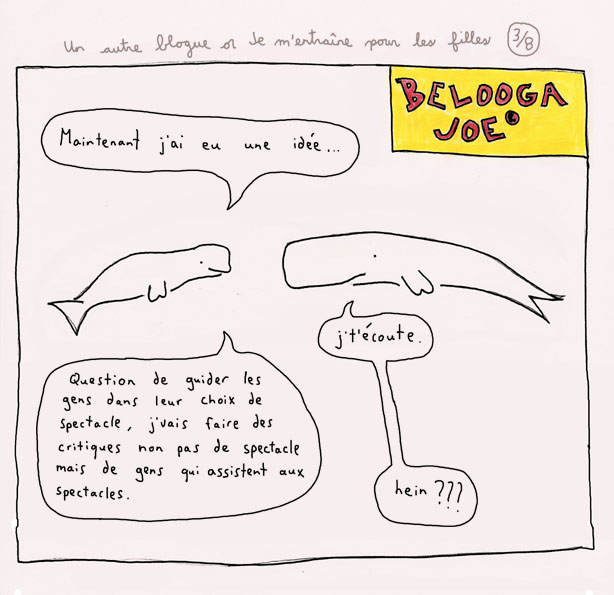 Un autre blogue où Je m'entraîne pour les filles 3/8
BELOOGA
JOE
Maintenant j'ai eu une idée...
j't'écoute.
Question de guider les
gens dans leur choix de
spectacle, j'vais faire des
critiques non pas de spectacle
mais de gens qui assistent aux
spectacles.
hein ???